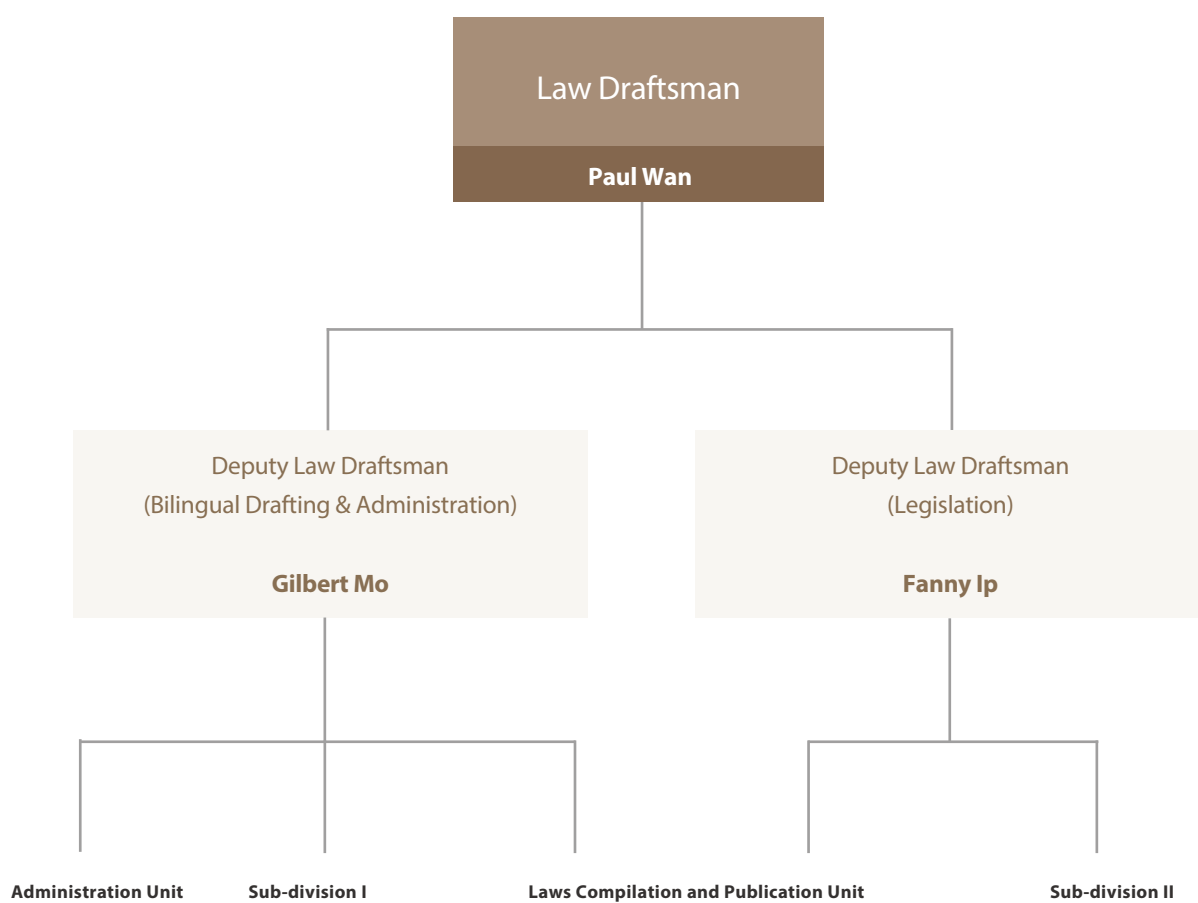 Law Draftsman
Paul Wan
Deputy Law Draftsman
(Bilingual Drafting & Administration)
Gilbert Mo
Deputy Law Draftsman
(Legislation)
Fanny Ip
Administration Unit
Sub-division I
Laws Compilation and Publication Unit
Sub-division II